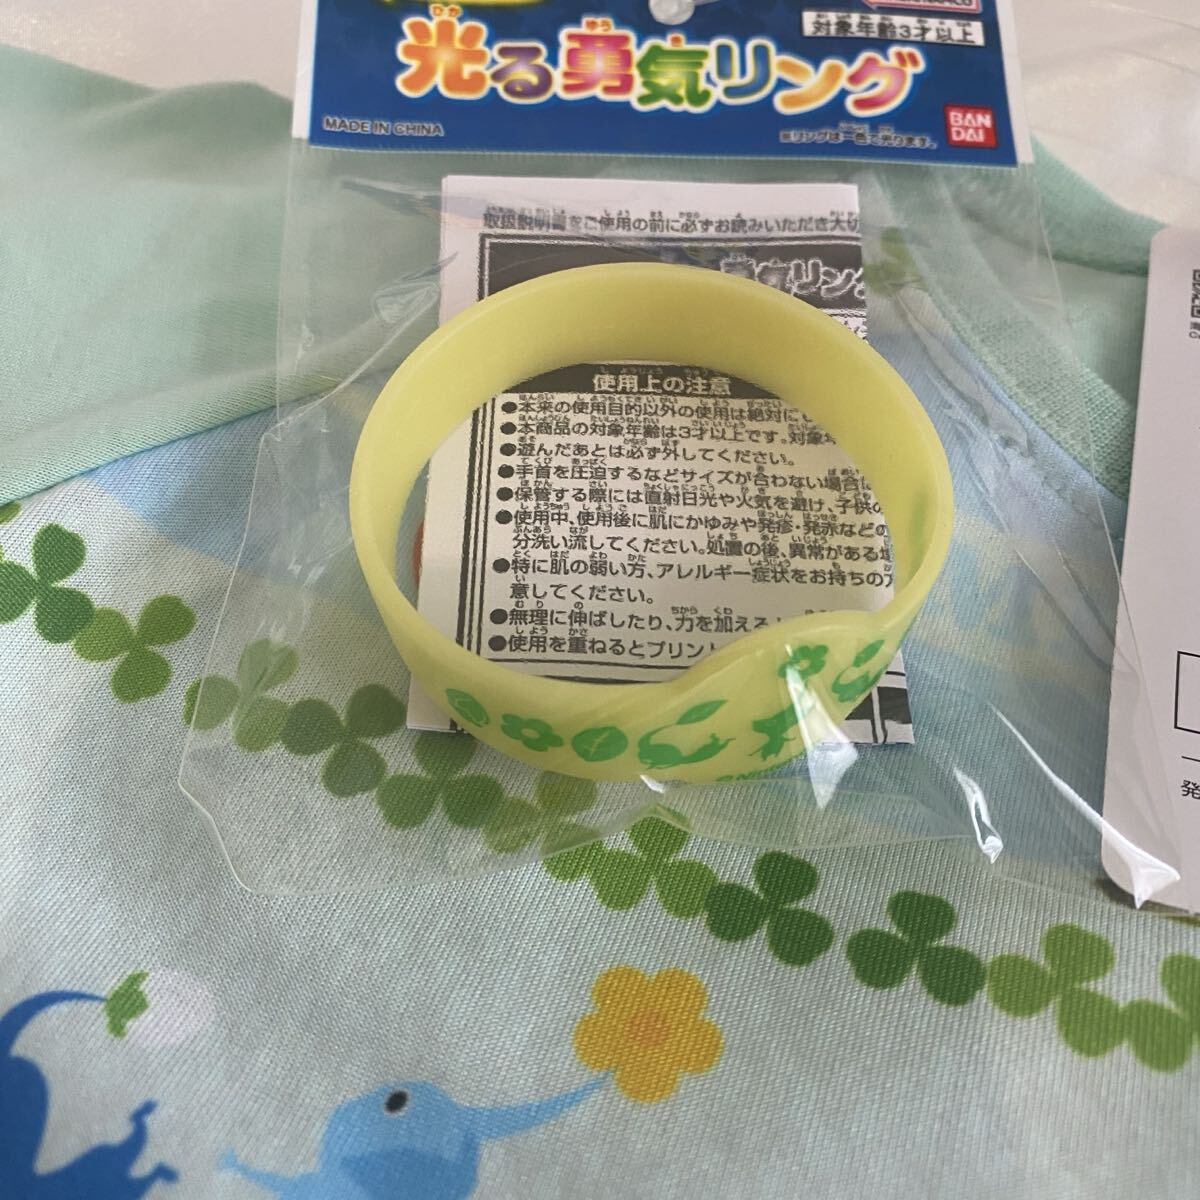 対象年齢3才以上
光る勇気リング
MADE IN CHINA
※リングは一色で光ります。
BAN
DAI
取扱説明書をご使用の前に必ずお読みいただき大切
勇気リング
使用上の注意
●本来の使用目的以外の使用は絶対に
●本商品の対象年齢は3才以上です。対象
●遊んだあとは必ず外してください。
●手首を圧迫するなどサイズが合わない場合は
●保管する際には直射日光や火気を避け、子供の
●使用中、使用後に肌にかゆみや発疹・発赤などの
分洗い流してください。処置の後、異常がある場
●特に肌の弱い方、アレルギー症状をお持ちの方
意してください。
●無理に伸ばしたり、力を加える
●使用を重ねるとプリント
発